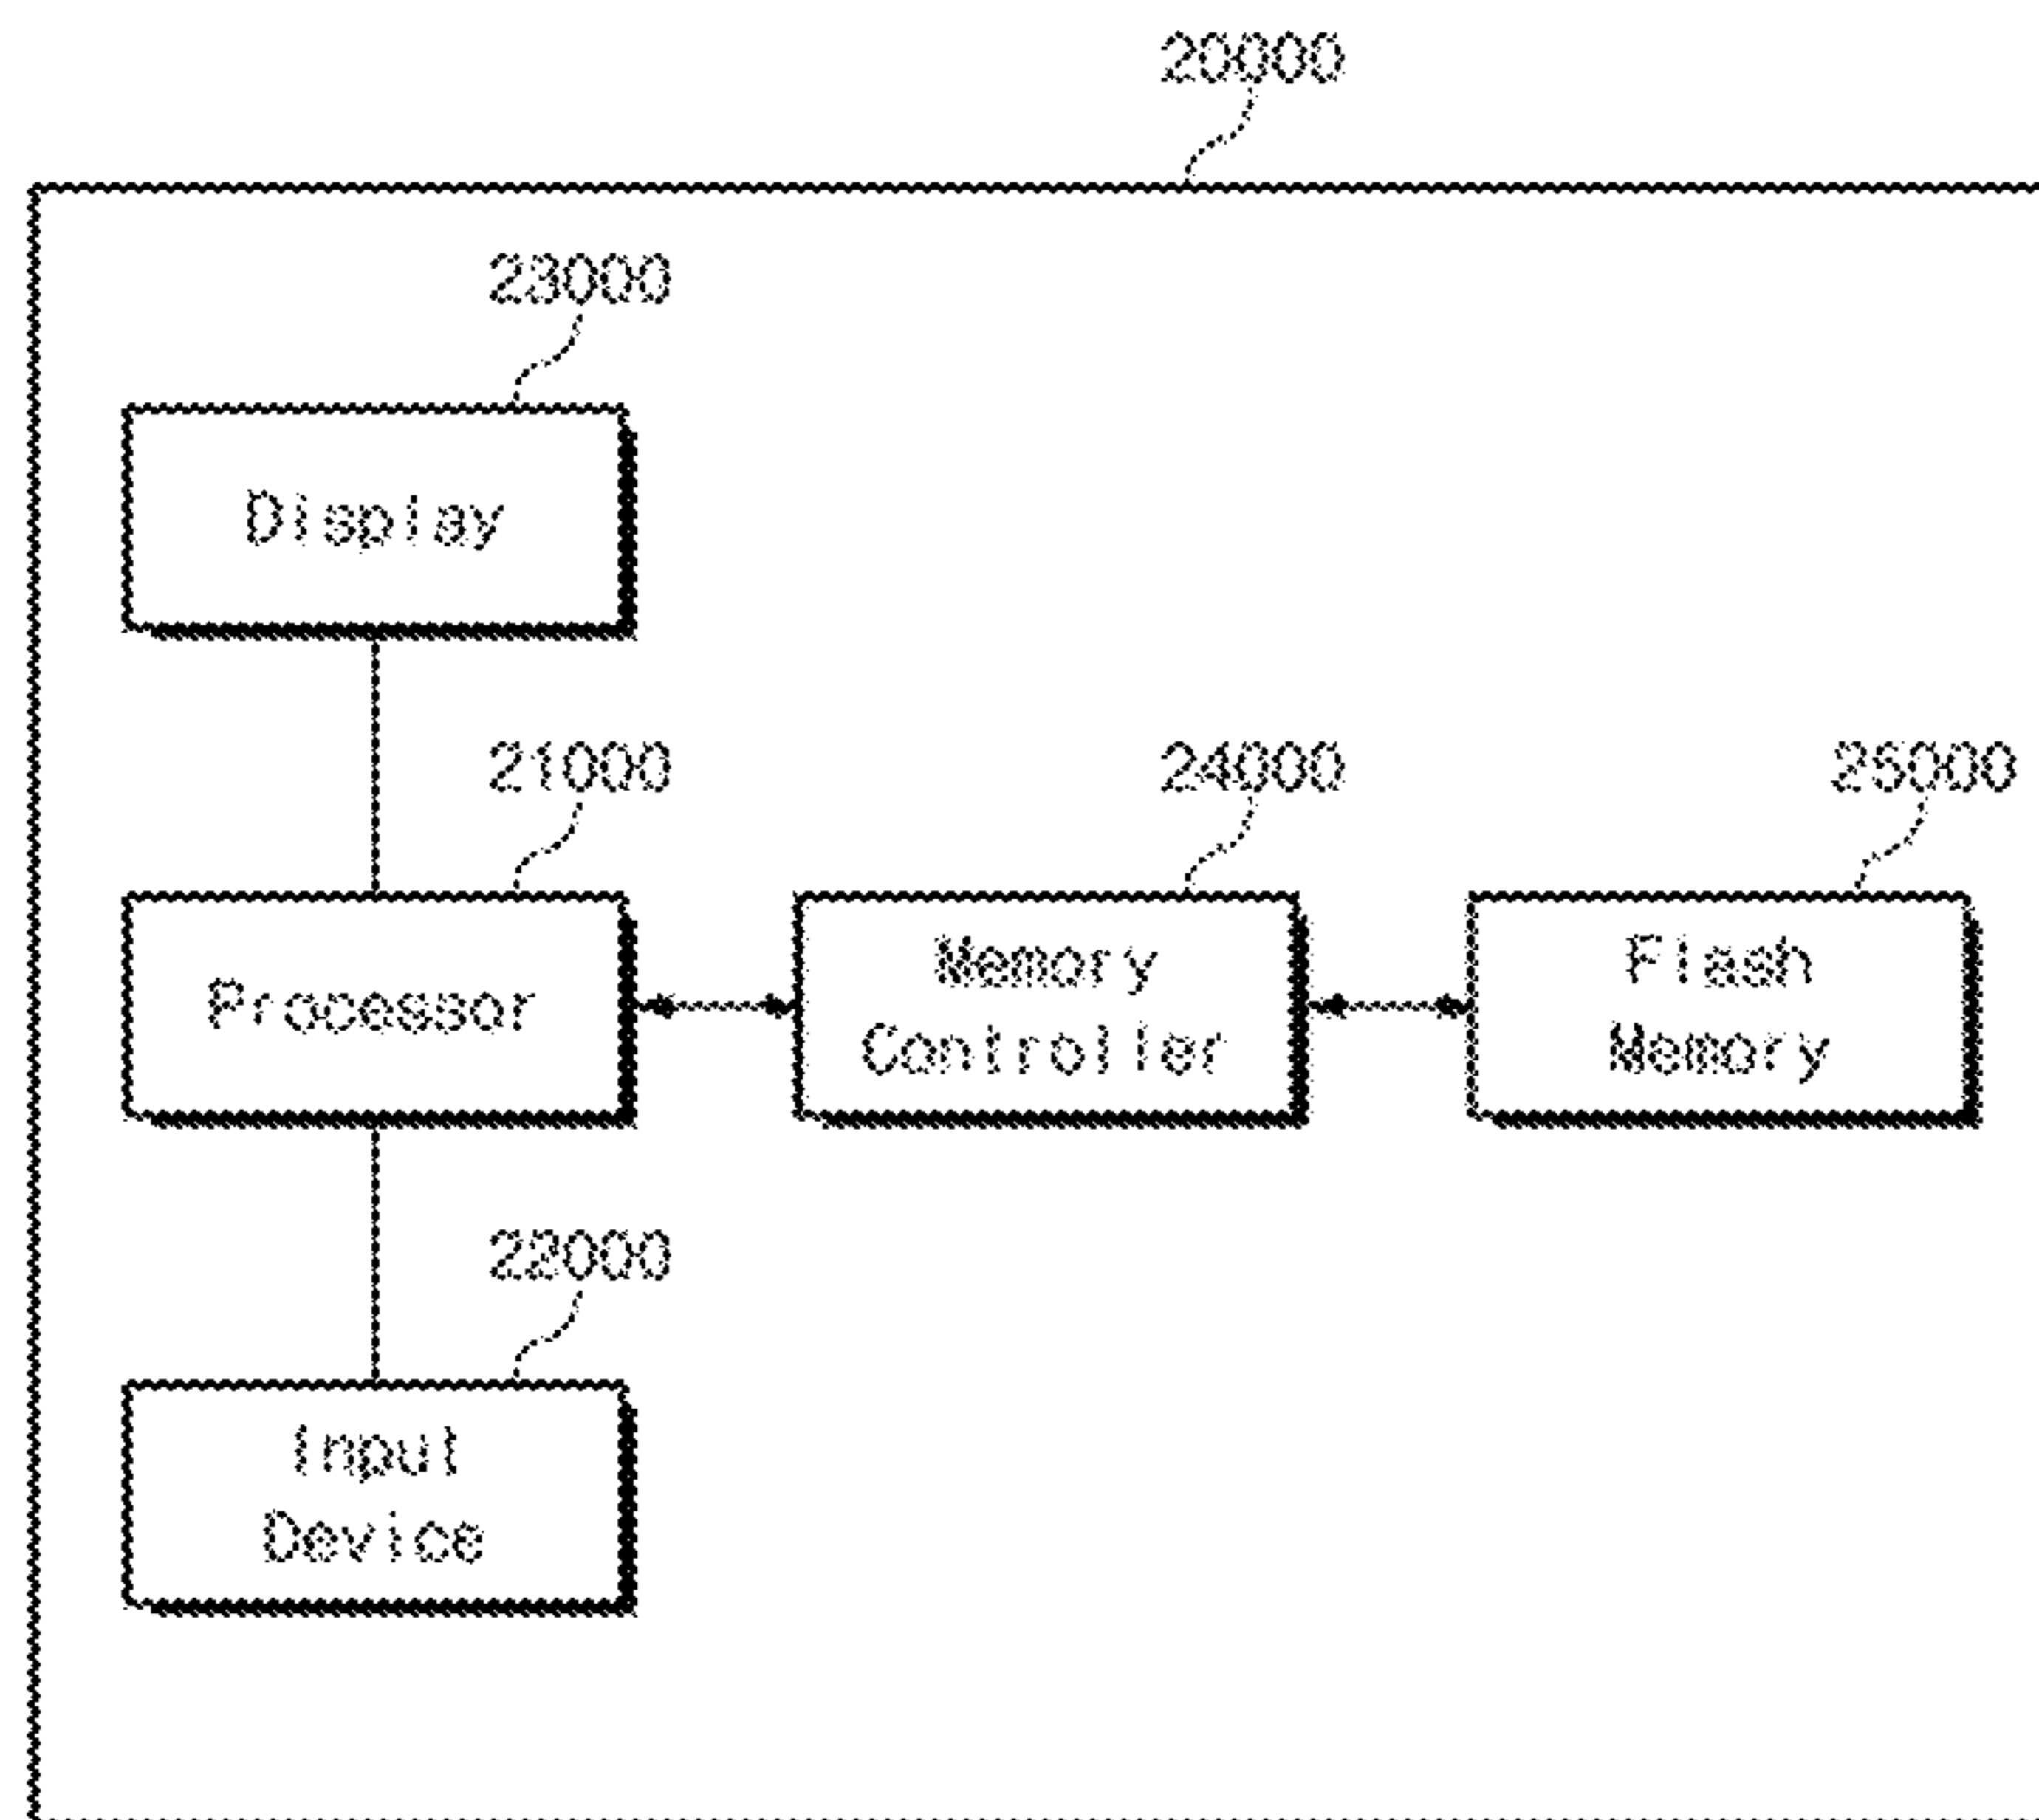 20000
23000
Display
21000
24000
25000
Processor
Memory
Controller
Flash
Memory
22000
Input
Device